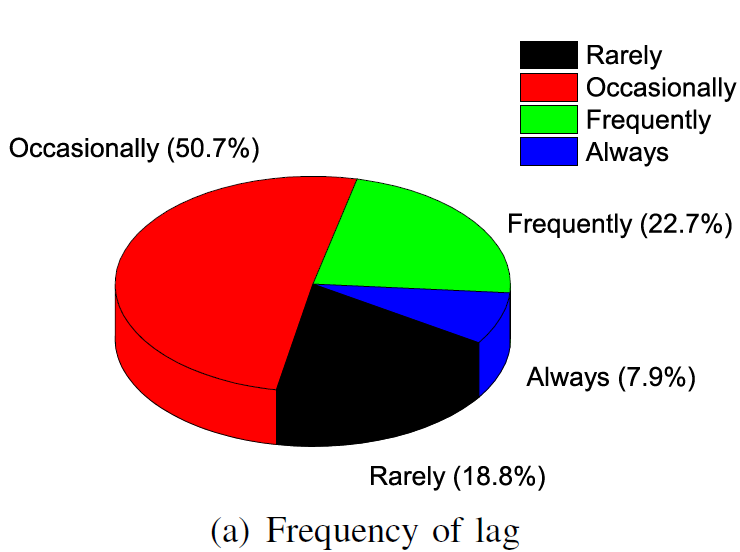 Rarely
Occasionally
Frequently
Always
Occasionally (50.7%)
Frequently (22.7%)
Always (7.9%)
Rarely (18.8%)
(a) Frequency of lag